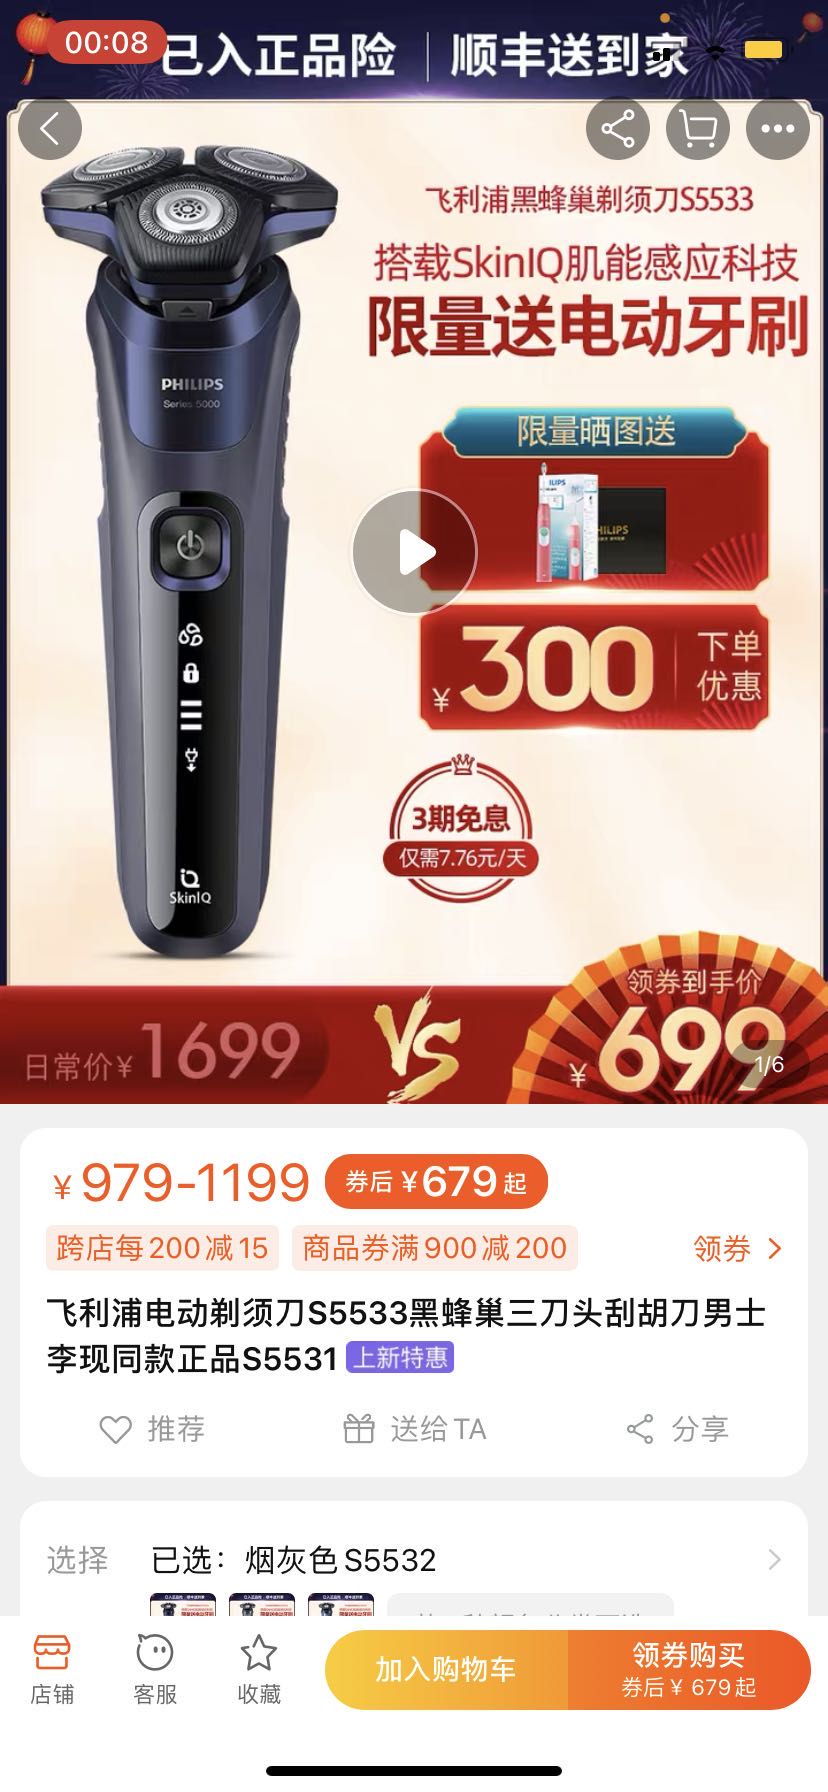 00:08
已入正品险 | 顺丰送到家
飞利浦黑蜂巢剃须刀S5533
搭载SkinIQ肌能感应科技
限量送电动牙刷
PHILIPS
Series 5000
限量晒图送
¥300 下单优惠
3期免息
仅需7.76元/天
SkinIQ
日常价¥1699
VS
领券到手价
¥699
1/6
¥979-1199 券后¥679起
跨店每200减15 商品券满900减200 领券
飞利浦电动剃须刀S5533黑蜂巢三刀头刮胡刀男士
李现同款正品S5531 上新特惠
推荐 送给TA 分享
选择 已选：烟灰色S5532
店铺 客服 收藏 加入购物车 领券购买
券后¥679起